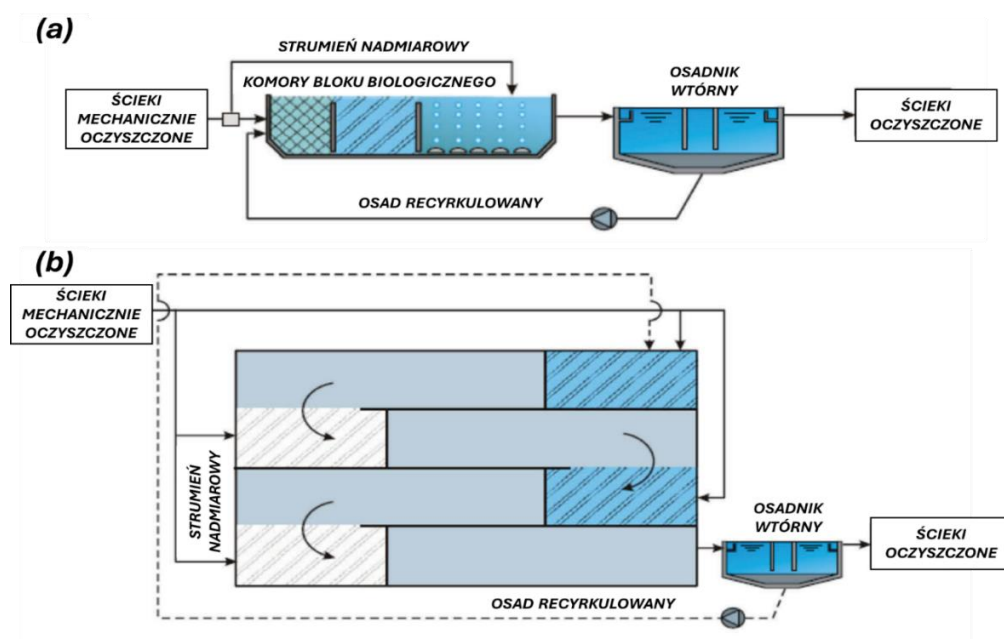 (a)
STRUMIEŃ NADMIAROWY
KOMORY BLOKU BIOLOGICZNEGO
OSADNIK
WTÓRNY
ŚCIEKI
MECHANICZNIE
OCZYSZCZONE
ŚCIEKI
OCZYSZCZONE
OSAD RECYRKULOWANY
(b)
ŚCIEKI
MECHANICZNIE
OCZYSZCZONE
STRUMIEŃ
NADMIAROWY
OSADNIK
WTÓRNY
ŚCIEKI
OCZYSZCZONE
OSAD RECYRKULOWANY